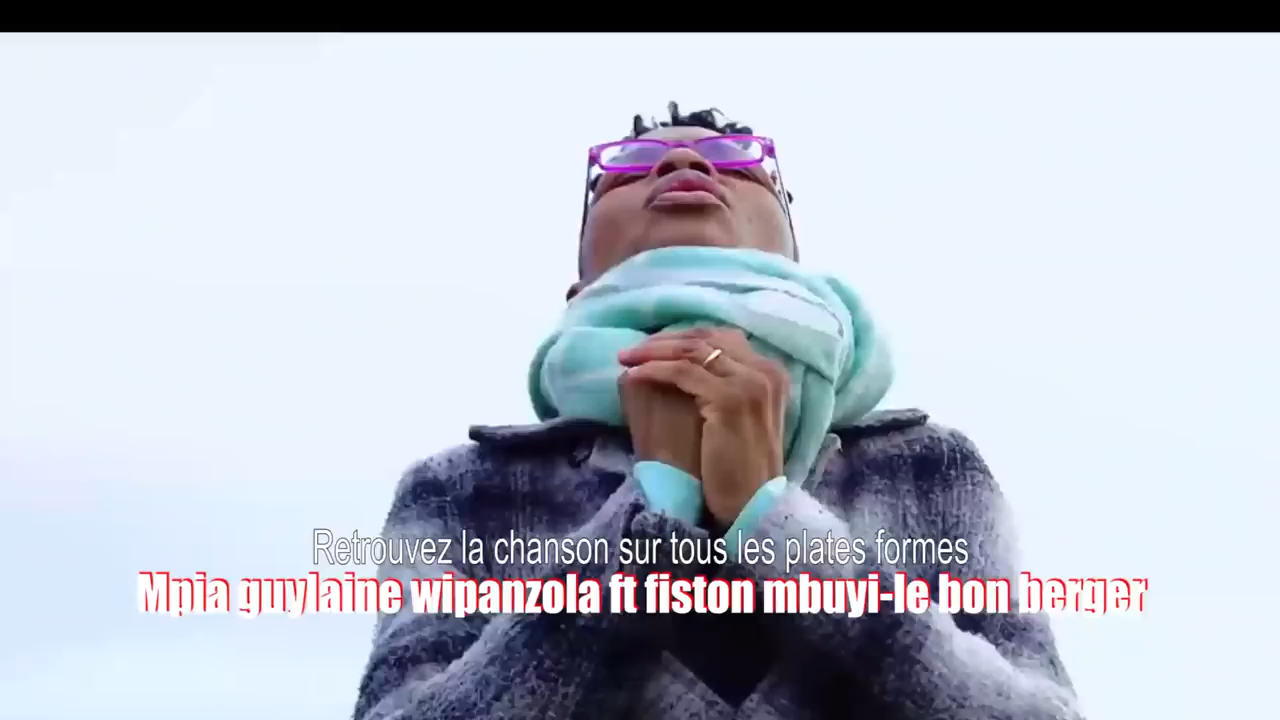 Retrouvez la chanson sur tous les plates formes
Mpia guylaine wipanzola ft fiston mbuyi-le bon berger